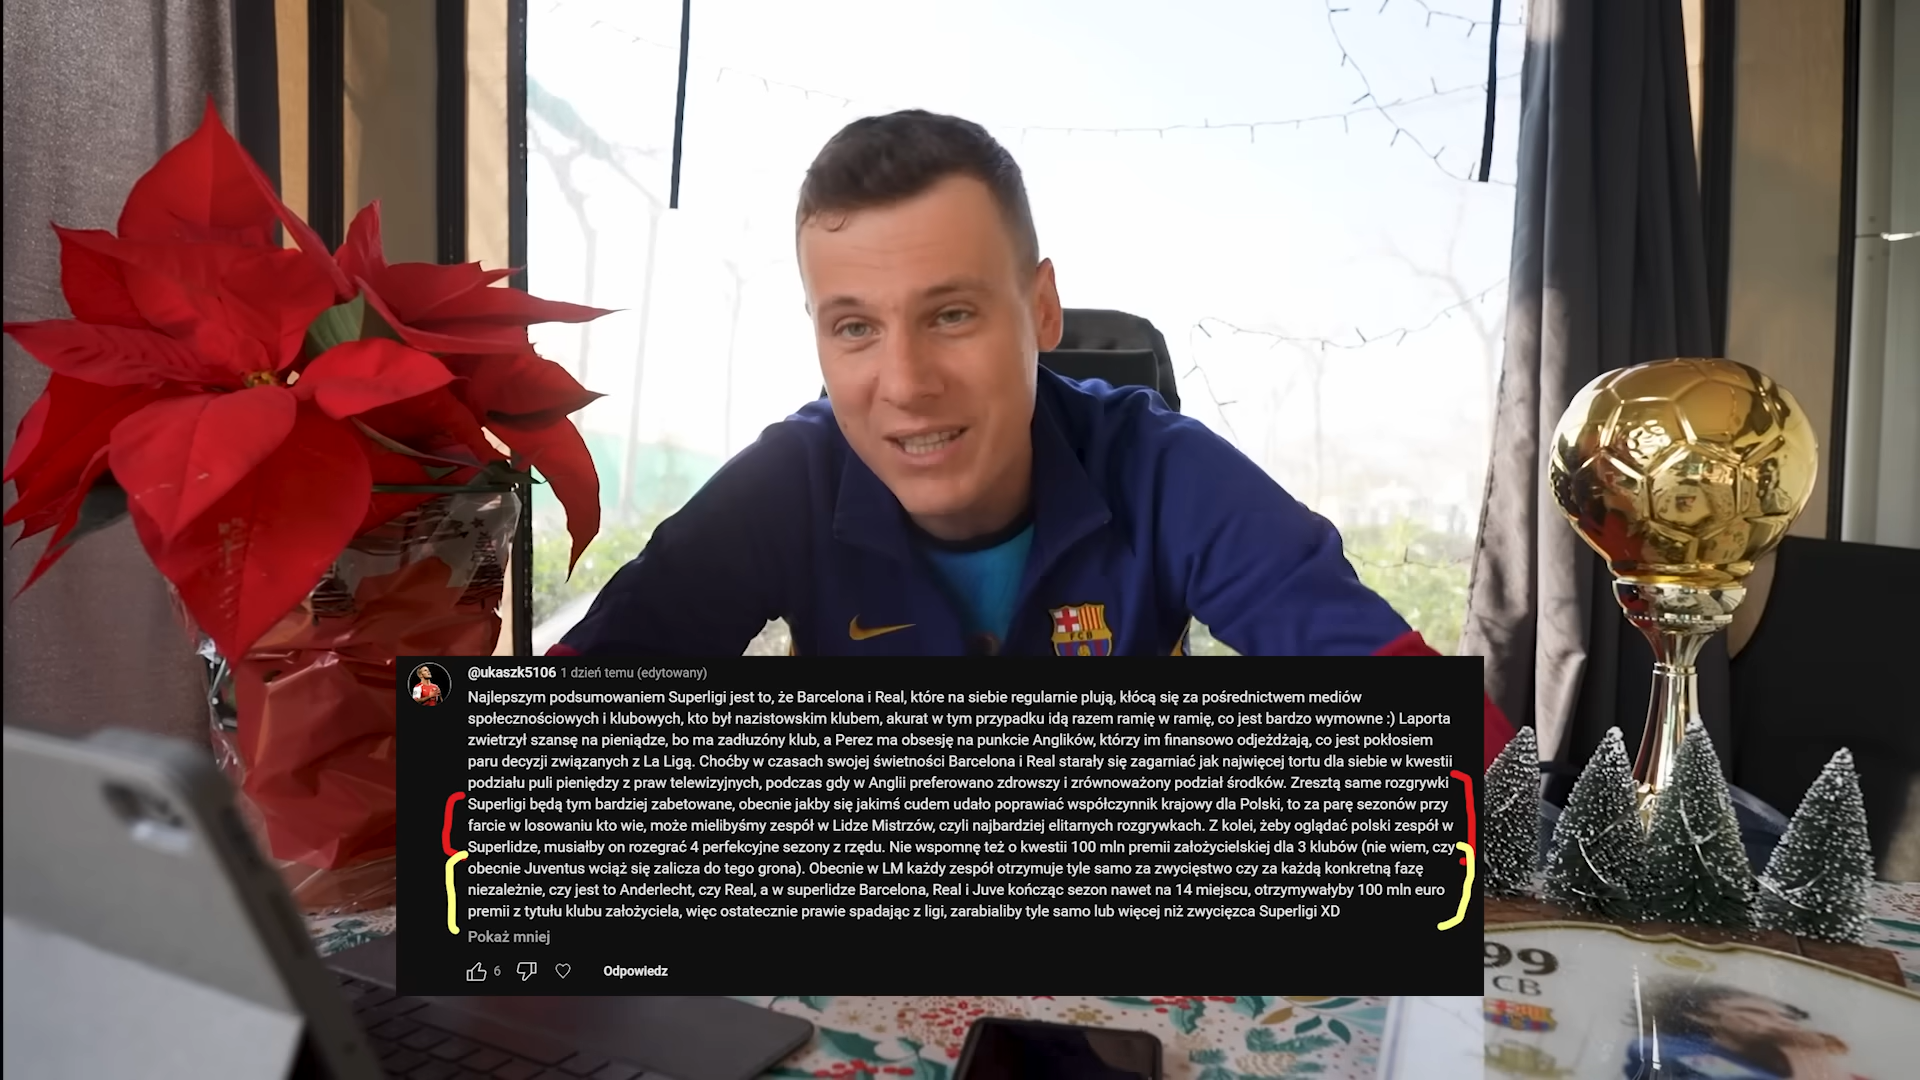 @ukaszk5106 1 dzień temu (edytowany)
Najlepszym podsumowaniem Superligi jest to, że Barcelona i Real, które na siebie regularnie plują, kłócą się za pośrednictwem mediów
społecznościowych i klubowych, kto był nazistowskim klubem, akurat w tym przypadku idą razem ramię w ramię, co jest bardzo wymowne :) Laporta
zwietrzył szansę na pieniądze, bo ma zadłuzóny klub, a Perez ma obsesję na punkcie Anglików, którzy im finansowo odjeżdżają, co jest pokłosiem
paru decyzji związanych z La Ligą. Choćby w czasach swojej świetności Barcelona i Real starały się zagarniać jak najwięcej tortu dla siebie w kwestii
podziału puli pieniędzy z praw telewizyjnych, podczas gdy w Anglii preferowano zdrowszy i zrównoważony podział środków. Zresztą same rozgrywki
Superligi będą tym bardziej zabetowane, obecnie jakby się jakimś cudem udało poprawiać współczynnik krajowy dla Polski, to za parę sezonów przy
farcie w losowaniu kto wie, może mielibyśmy zespół w Lidze Mistrzów, czyli najbardziej elitarnych rozgrywkach. Z kolei, żeby oglądać polski zespół w
Superlidze, musiałby on rozegrać 4 perfekcyjne sezony z rzędu. Nie wspomnę też o kwestii 100 mln premii założycielskiej dla 3 klubów (nie wiem, czy
obecnie Juventus wciąż się zalicza do tego grona). Obecnie w LM każdy zespół otrzymuje tyle samo za zwycięstwo czy za każdą konkretną fazę
niezależnie, czy jest to Anderlecht, czy Real, a w superlidze Barcelona, Real i Juve kończąc sezon nawet na 14 miejscu, otrzymywałyby 100 mln euro
premii z tytułu klubu założyciela, więc ostatecznie prawie spadając z ligi, zarabialiby tyle samo lub więcej niż zwycięzca Superligi XD
Pokaż mniej
6 Odpowiedz
FCB
99
CB